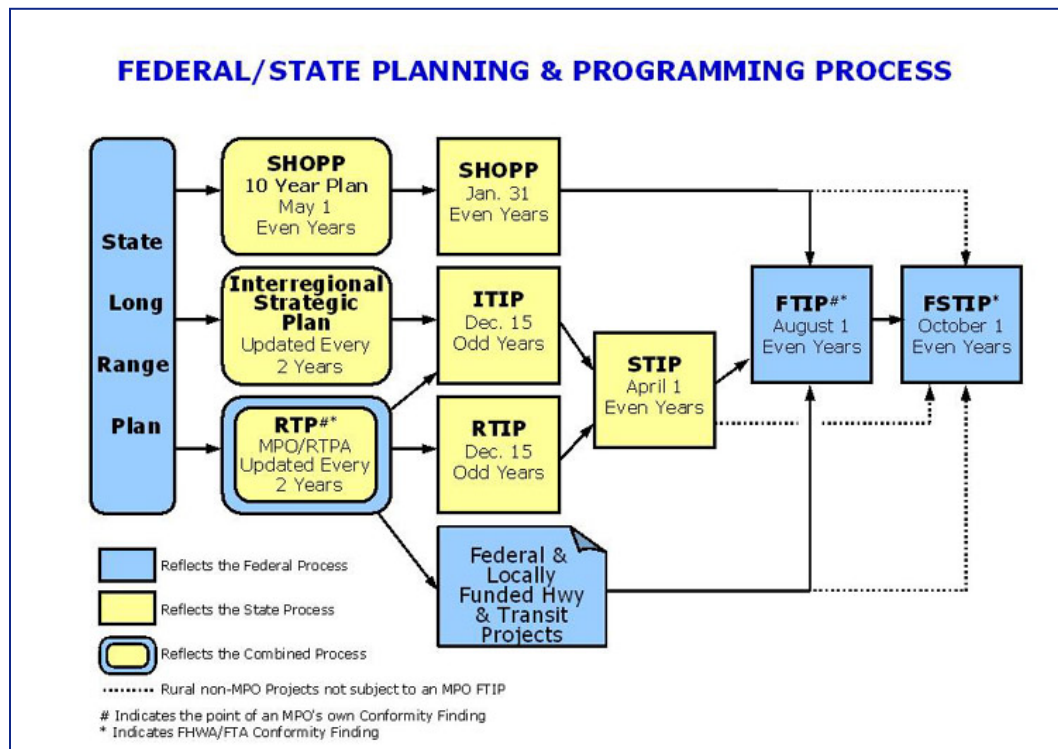 FEDERAL/STATE PLANNING & PROGRAMMING PROCESS
State
Long
Range
Plan
SHOPP
10 Year Plan
May 1
Even Years
SHOPP
Jan. 31
Even Years
Interregional
Strategic
Plan
Updated Every
2 Years
ITIP
Dec. 15
Odd Years
RTP#*
MPO/RTPA
Updated Every
2 Years
RTIP
Dec. 15
Odd Years
STIP
April 1
Even Years
FTIP#*
August 1
Even Years
FSTIP*
October 1
Even Years
Federal &
Locally
Funded Hwy
& Transit
Projects
Reflects the Federal Process
Reflects the State Process
Reflects the Combined Process
Rural non-MPO Projects not subject to an MPO FTIP
# Indicates the point of an MPO's own Conformity Finding
* Indicates FHWA/FTA Conformity Finding